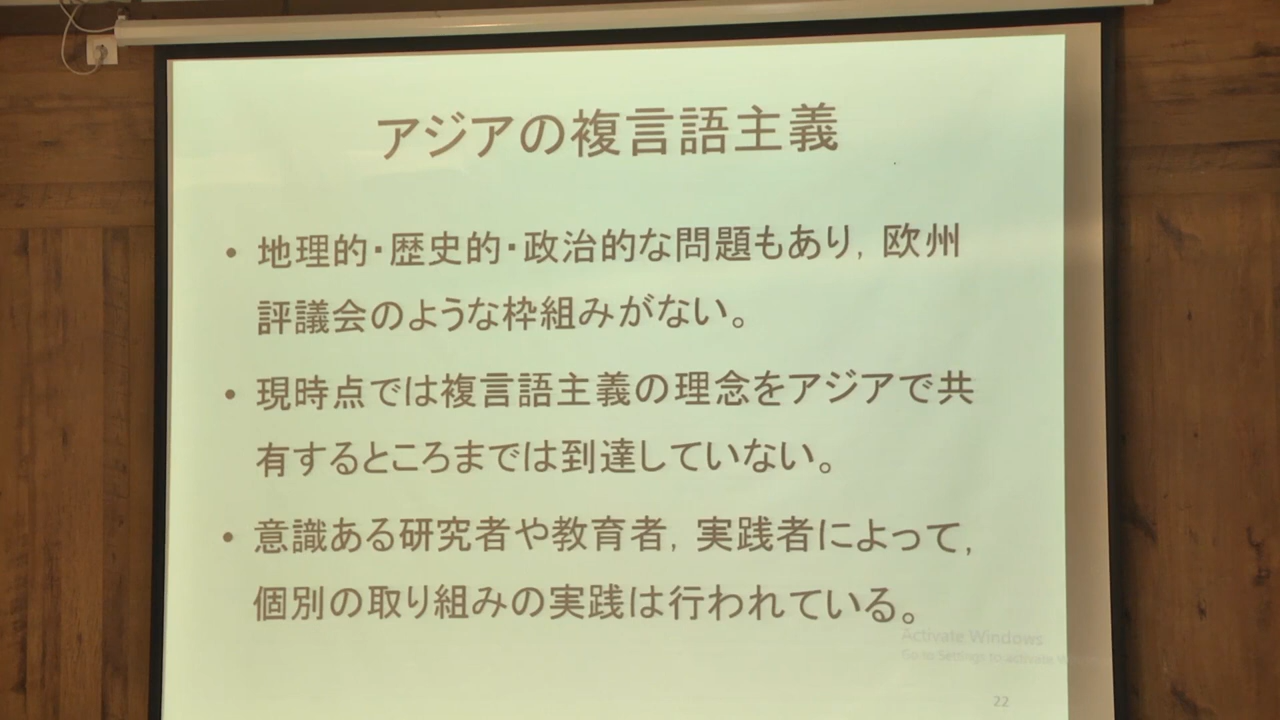 アジアの複言語主義
• 地理的・歴史的・政治的な問題もあり，欧州
評議会のような枠組みがない。
• 現時点では複言語主義の理念をアジアで共
有するところまでは到達していない。
• 意識ある研究者や教育者，実践者によって，
個別の取り組みの実践は行われている。
Activate Windows
Go to Settings to activate W
22